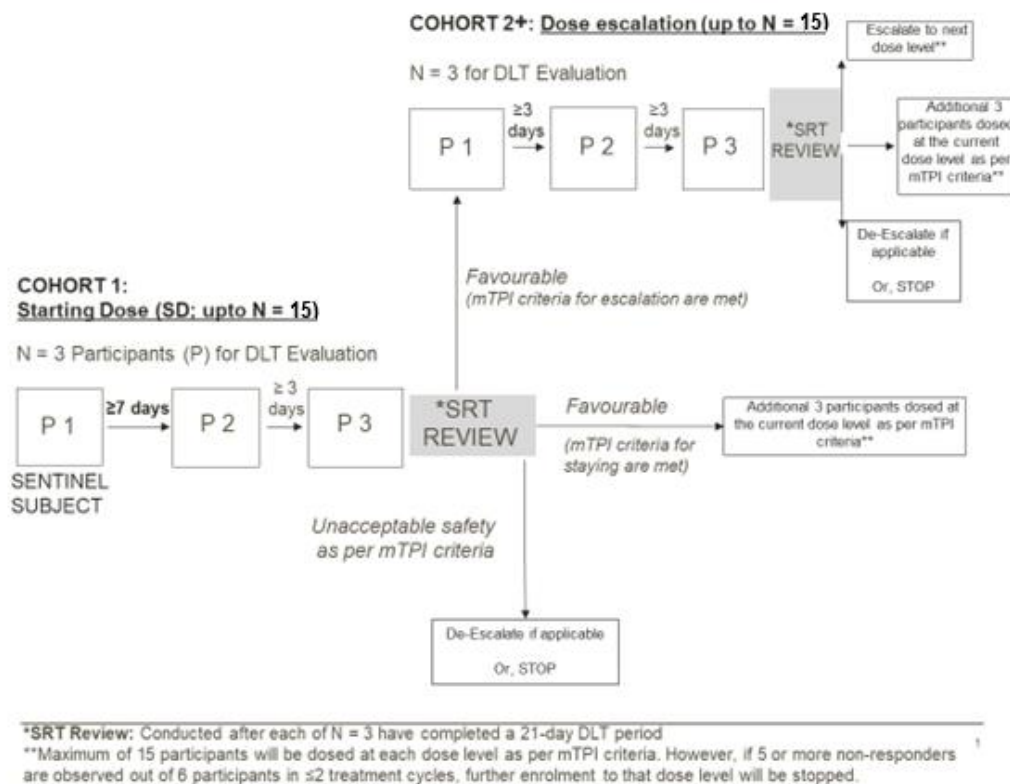 COHORT 2+: Dose escalation (up to N = 15)
N = 3 for DLT Evaluation
P 1
≥3
days
P 2
≥3
days
P 3
*SRT
REVIEW
Escalate to next
dose level**
Additional 3
participants dosed
at the current
dose level as per
mTPI criteria**
De-Escalate if
applicable
Or, STOP
Favourable
(mTPI criteria for escalation are met)
COHORT 1:
Starting Dose (SD; upto N = 15)
N = 3 Participants (P) for DLT Evaluation
P 1
SENTINEL
SUBJECT
≥7 days
P 2
≥ 3
days
P 3
*SRT
REVIEW
Favourable
(mTPI criteria for
staying are met)
Additional 3 participants dosed at
the current dose level as per mTPI
criteria**
Unacceptable safety
as per mTPI criteria
De-Escalate if applicable
Or, STOP
*SRT Review: Conducted after each of N = 3 have completed a 21-day DLT period
1
**Maximum of 15 participants will be dosed at each dose level as per mTPI criteria. However, if 5 or more non-responders
are observed out of 6 participants in ≤2 treatment cycles, further enrolment to that dose level will be stopped.